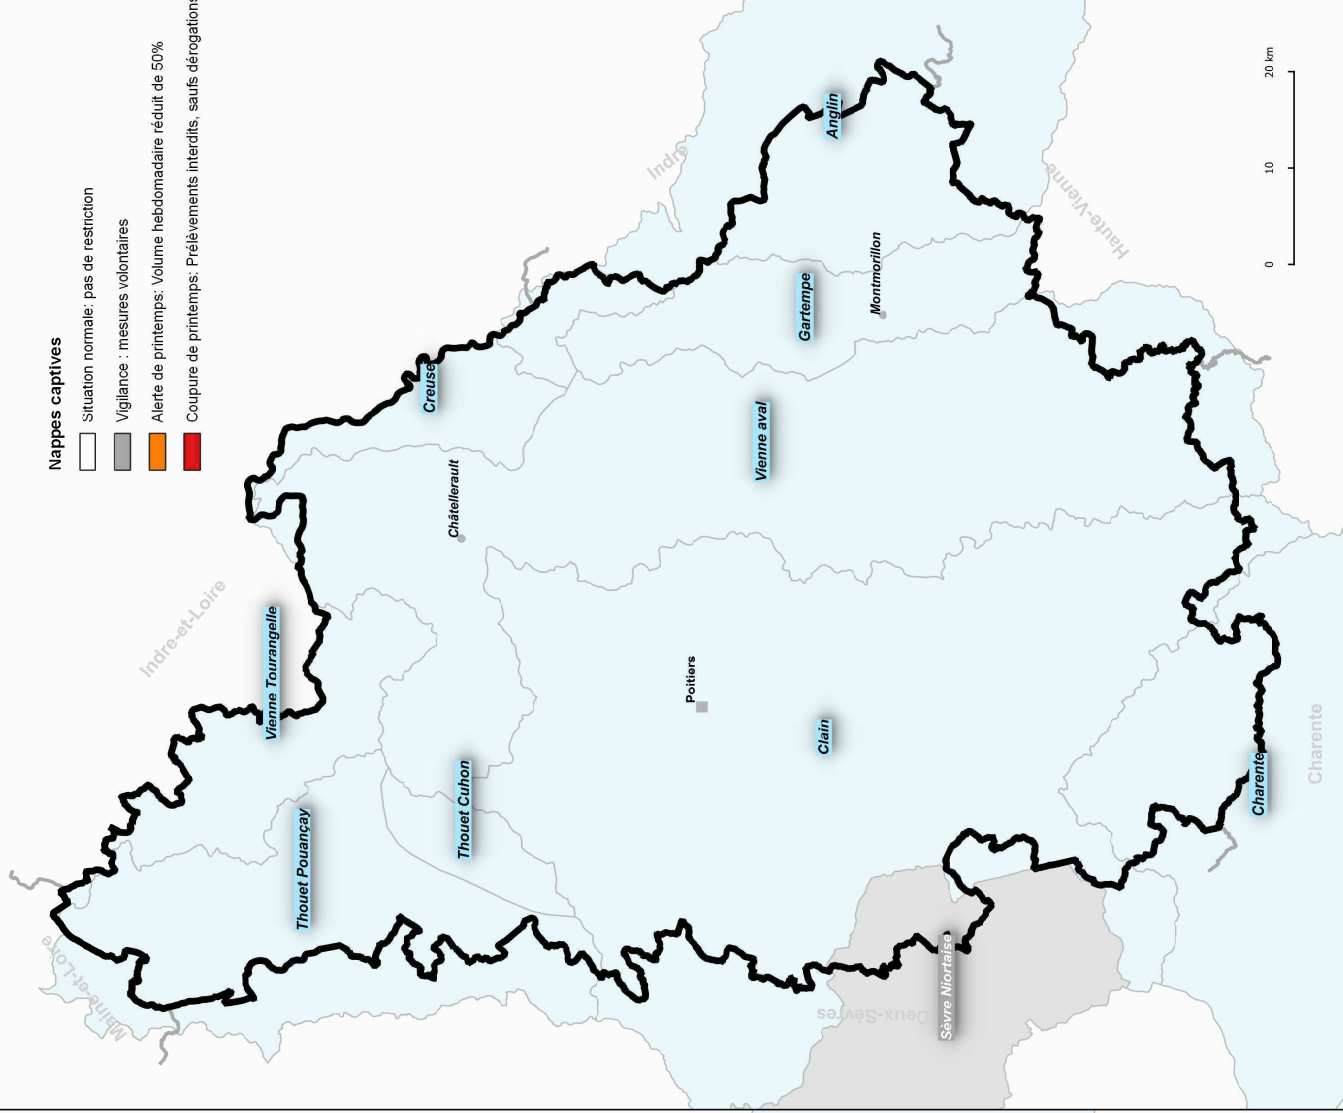 Nappes captives
Situation normale: pas de restriction
Vigilance : mesures volontaires
Alerte de printemps: Volume hebdomadaire réduit de 50%
Coupure de printemps: Prélèvements interdits, saufs dérogations
Maine-et-Loire
Indre-et-Loire
Indre
Haute-Vienne
Charente
Deux-Sèvres
Thouet Pouançay
Vienne Tourangelle
Creuse
Thouet Cuhon
Châtellerault
Poitiers
Vienne aval
Gartempe
Anglin
Clain
Montmorillon
Sèvre Niortaise
Charente
0
10
20 km